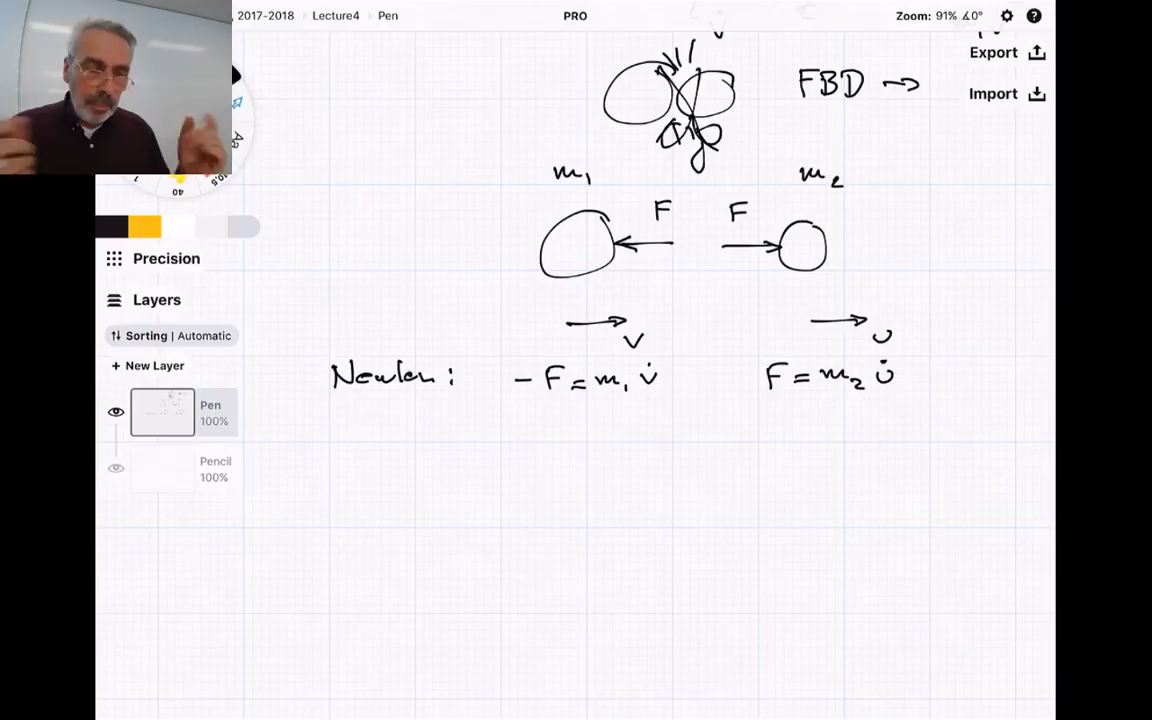 , 2017-2018 Lecture4 Pen PRO Zoom: 91% ∡0°
Export
Import
FBD →
m₁ m₂
F F
40
Precision
Layers
Sorting | Automatic
+ New Layer
v υ
Newton: - F = m₁ v̇ F = m₂ υ̇
Pen
100%
Pencil
100%